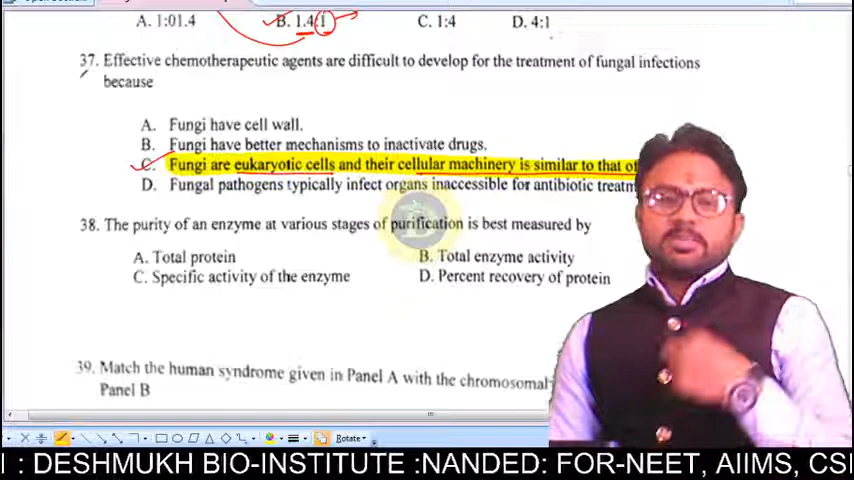 A. 1:01.4 B. 1.4:1 C. 1:4 D. 4:1
37. Effective chemotherapeutic agents are difficult to develop for the treatment of fungal infections
because
A. Fungi have cell wall.
B. Fungi have better mechanisms to inactivate drugs.
C. Fungi are eukaryotic cells and their cellular machinery is similar to that of
D. Fungal pathogens typically infect organs inaccessible for antibiotic treatm
38. The purity of an enzyme at various stages of purification is best measured by
A. Total protein B. Total enzyme activity
C. Specific activity of the enzyme D. Percent recovery of protein
39. Match the human syndrome given in Panel A with the chromosomal
Panel B
Rotate
: DESHMUKH BIO-INSTITUTE :NANDED: FOR-NEET, AIIMS, CSI